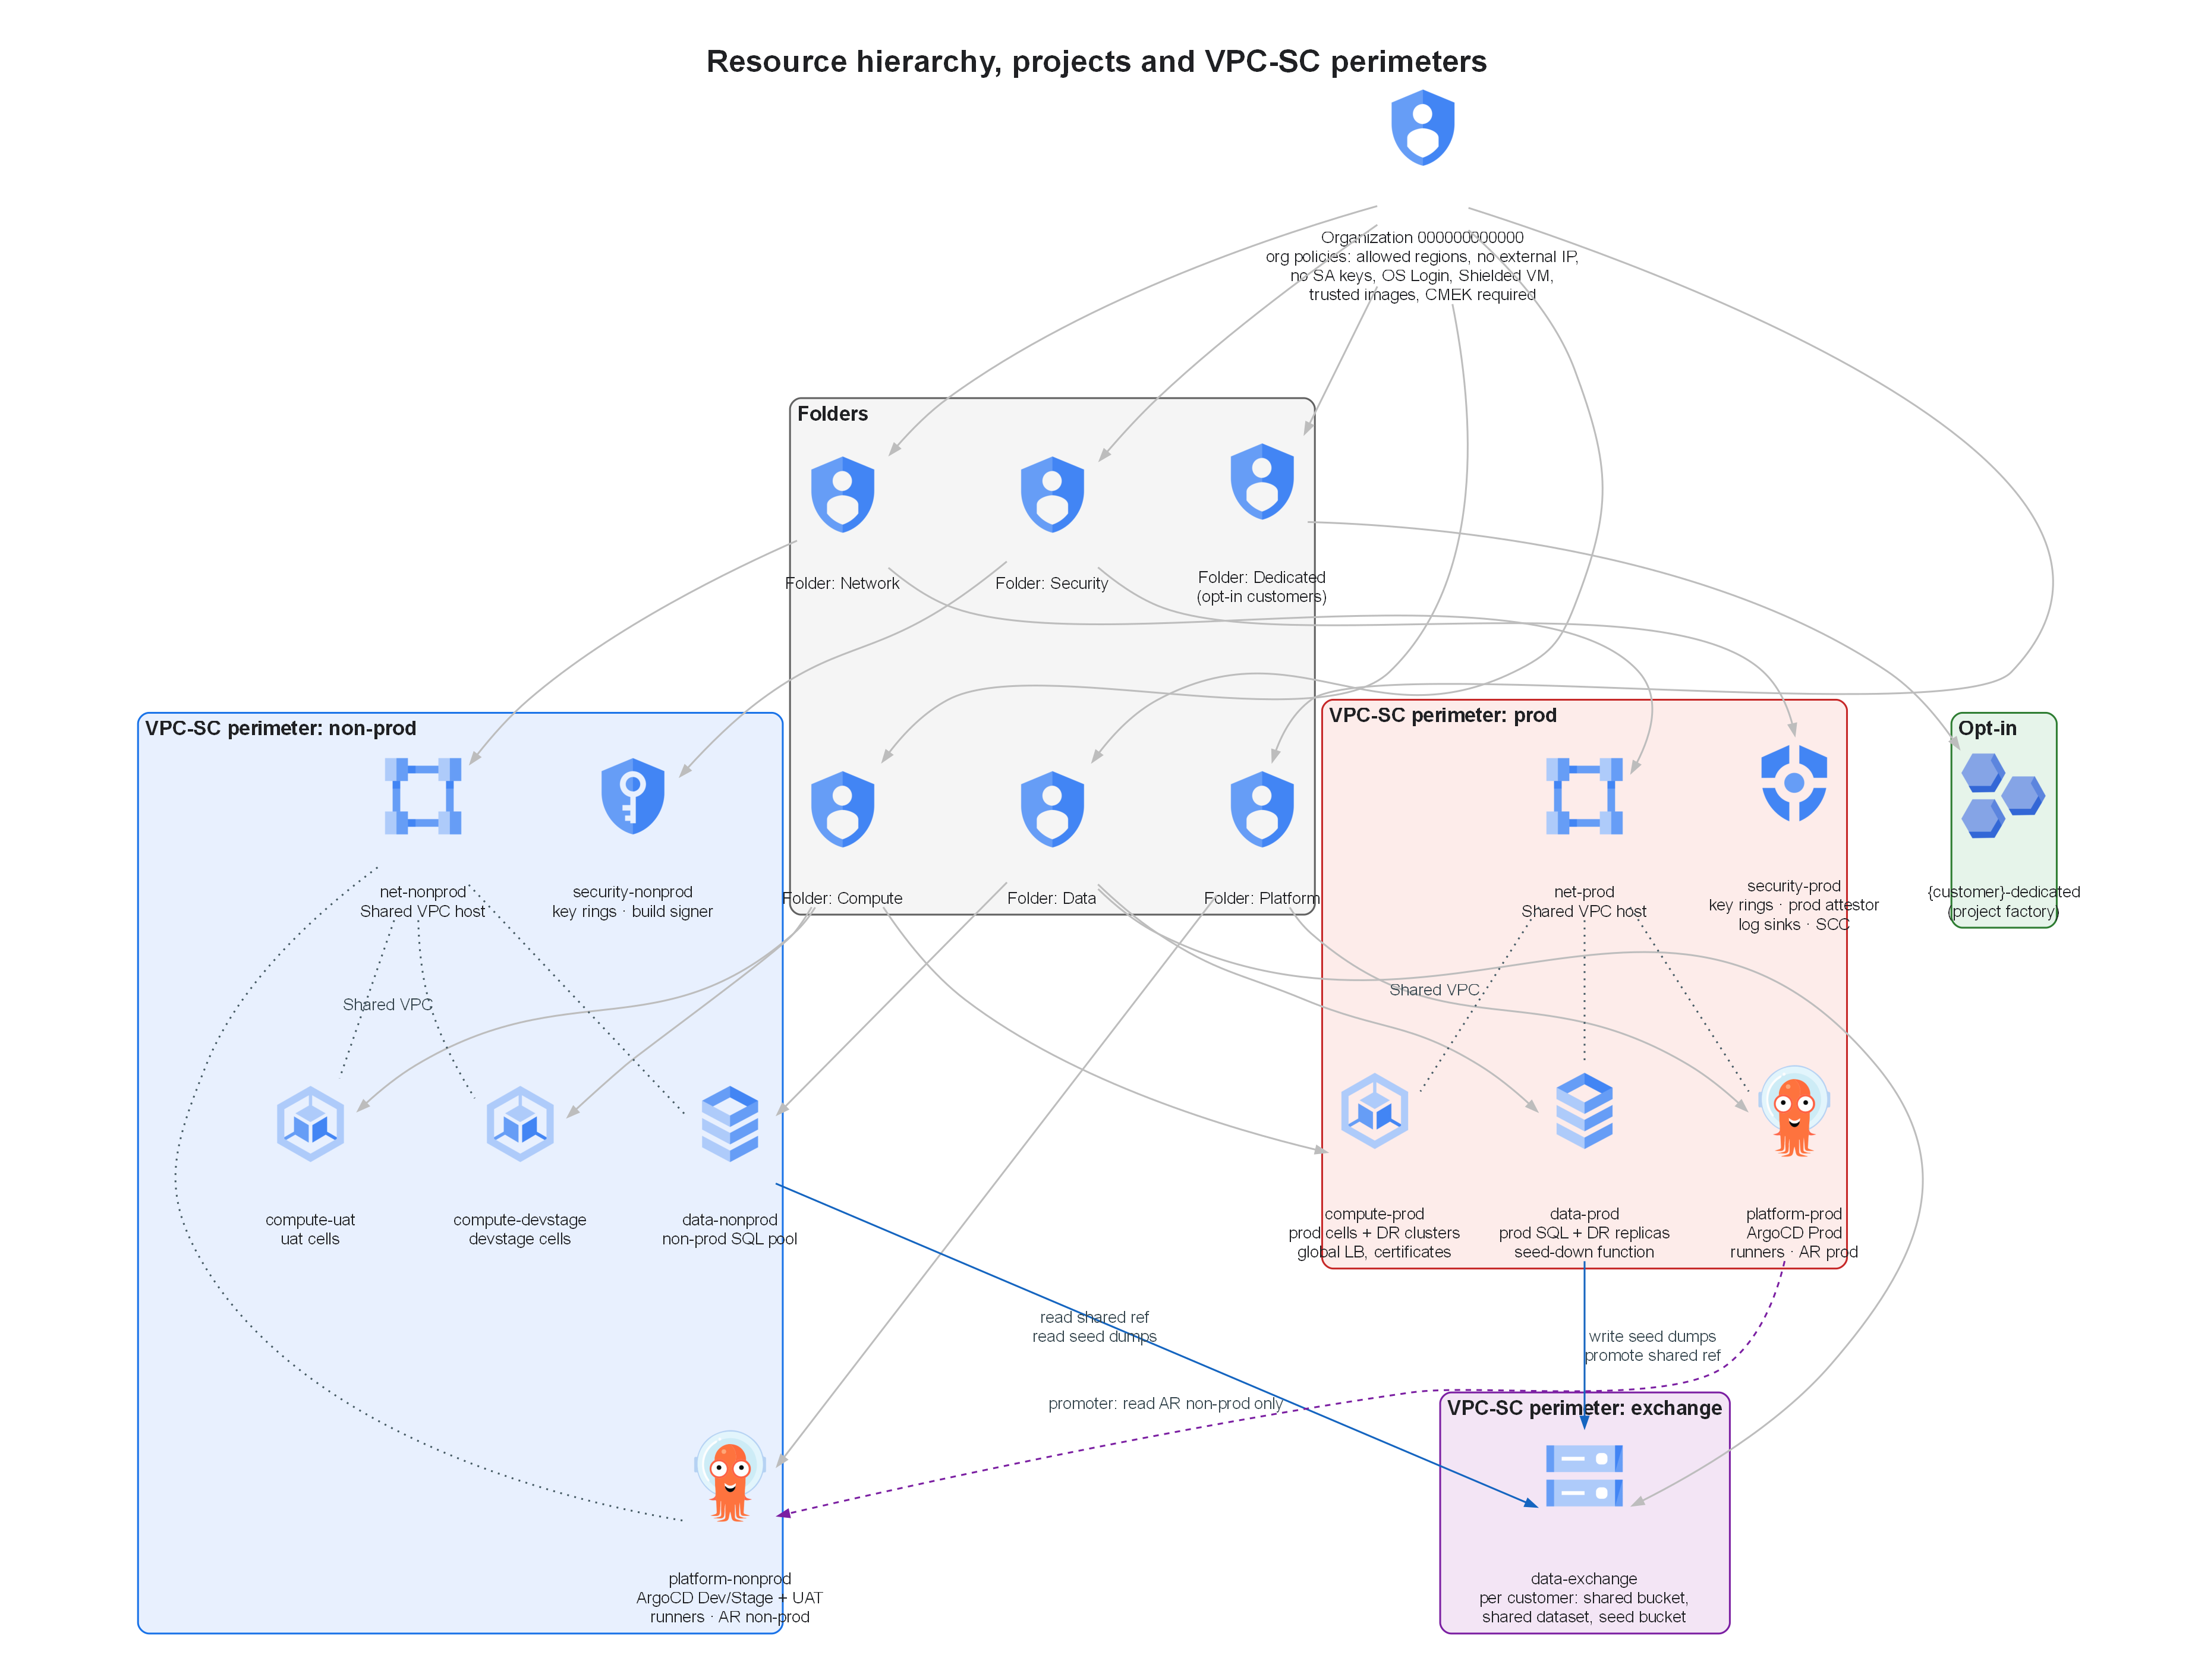 Resource hierarchy, projects and VPC-SC perimeters
Organization 000000000000
org policies: allowed regions, no external IP,
no SA keys, OS Login, Shielded VM,
trusted images, CMEK required
Folders
Folder: Network
Folder: Security
Folder: Dedicated
(opt-in customers)
Folder: Compute
Folder: Data
Folder: Platform
VPC-SC perimeter: non-prod
net-nonprod
Shared VPC host
security-nonprod
key rings · build signer
Shared VPC
compute-uat
uat cells
compute-devstage
devstage cells
data-nonprod
non-prod SQL pool
platform-nonprod
ArgoCD Dev/Stage + UAT
runners · AR non-prod
VPC-SC perimeter: prod
net-prod
Shared VPC host
security-prod
key rings · prod attestor
log sinks · SCC
Shared VPC
compute-prod
prod cells + DR clusters
global LB, certificates
data-prod
prod SQL + DR replicas
seed-down function
platform-prod
ArgoCD Prod
runners · AR prod
Opt-in
{customer}-dedicated
(project factory)
read shared ref
read seed dumps
write seed dumps
promote shared ref
promoter: read AR non-prod only
VPC-SC perimeter: exchange
data-exchange
per customer: shared bucket,
shared dataset, seed bucket